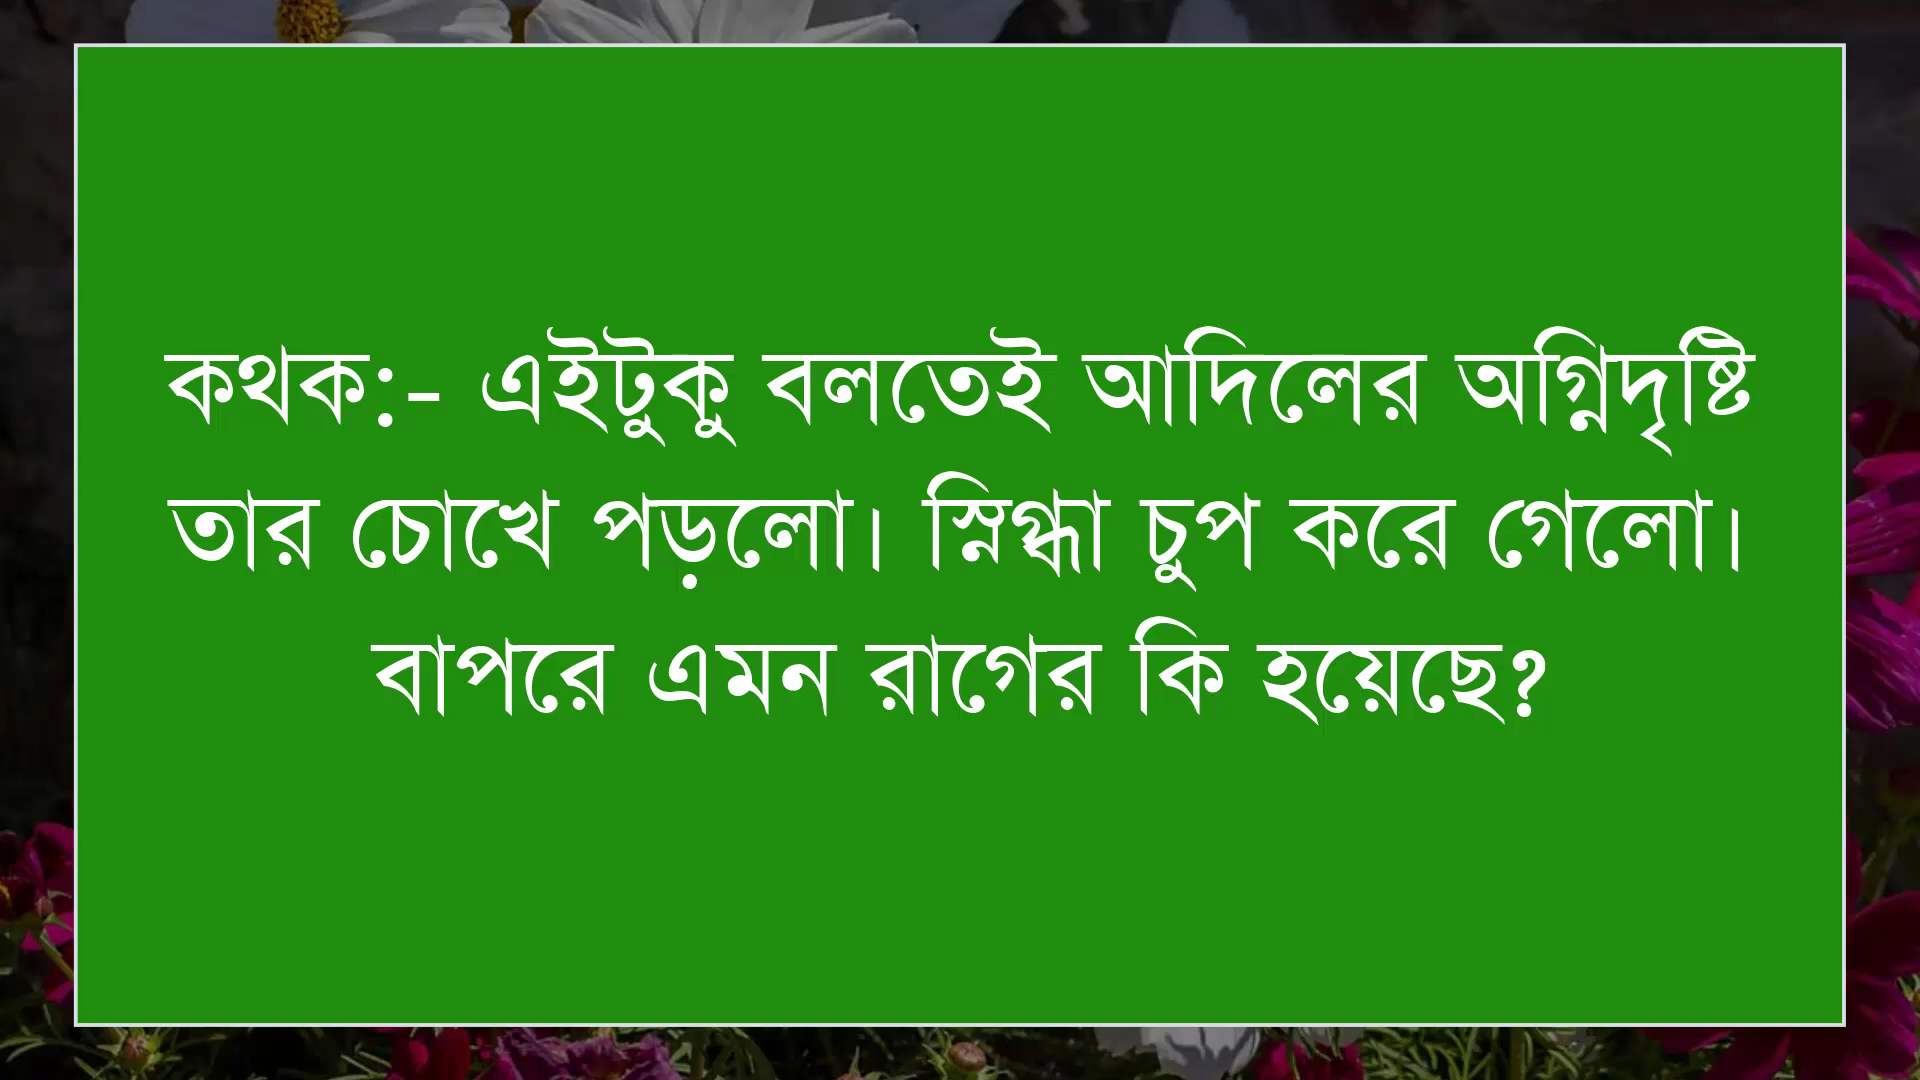 কথক:- এইটুকু বলতেই আদিলের অগ্নিদৃষ্টি
তার চোখে পড়লো। স্নিগ্ধা চুপ করে গেলো।
বাপরে এমন রাগের কি হয়েছে?